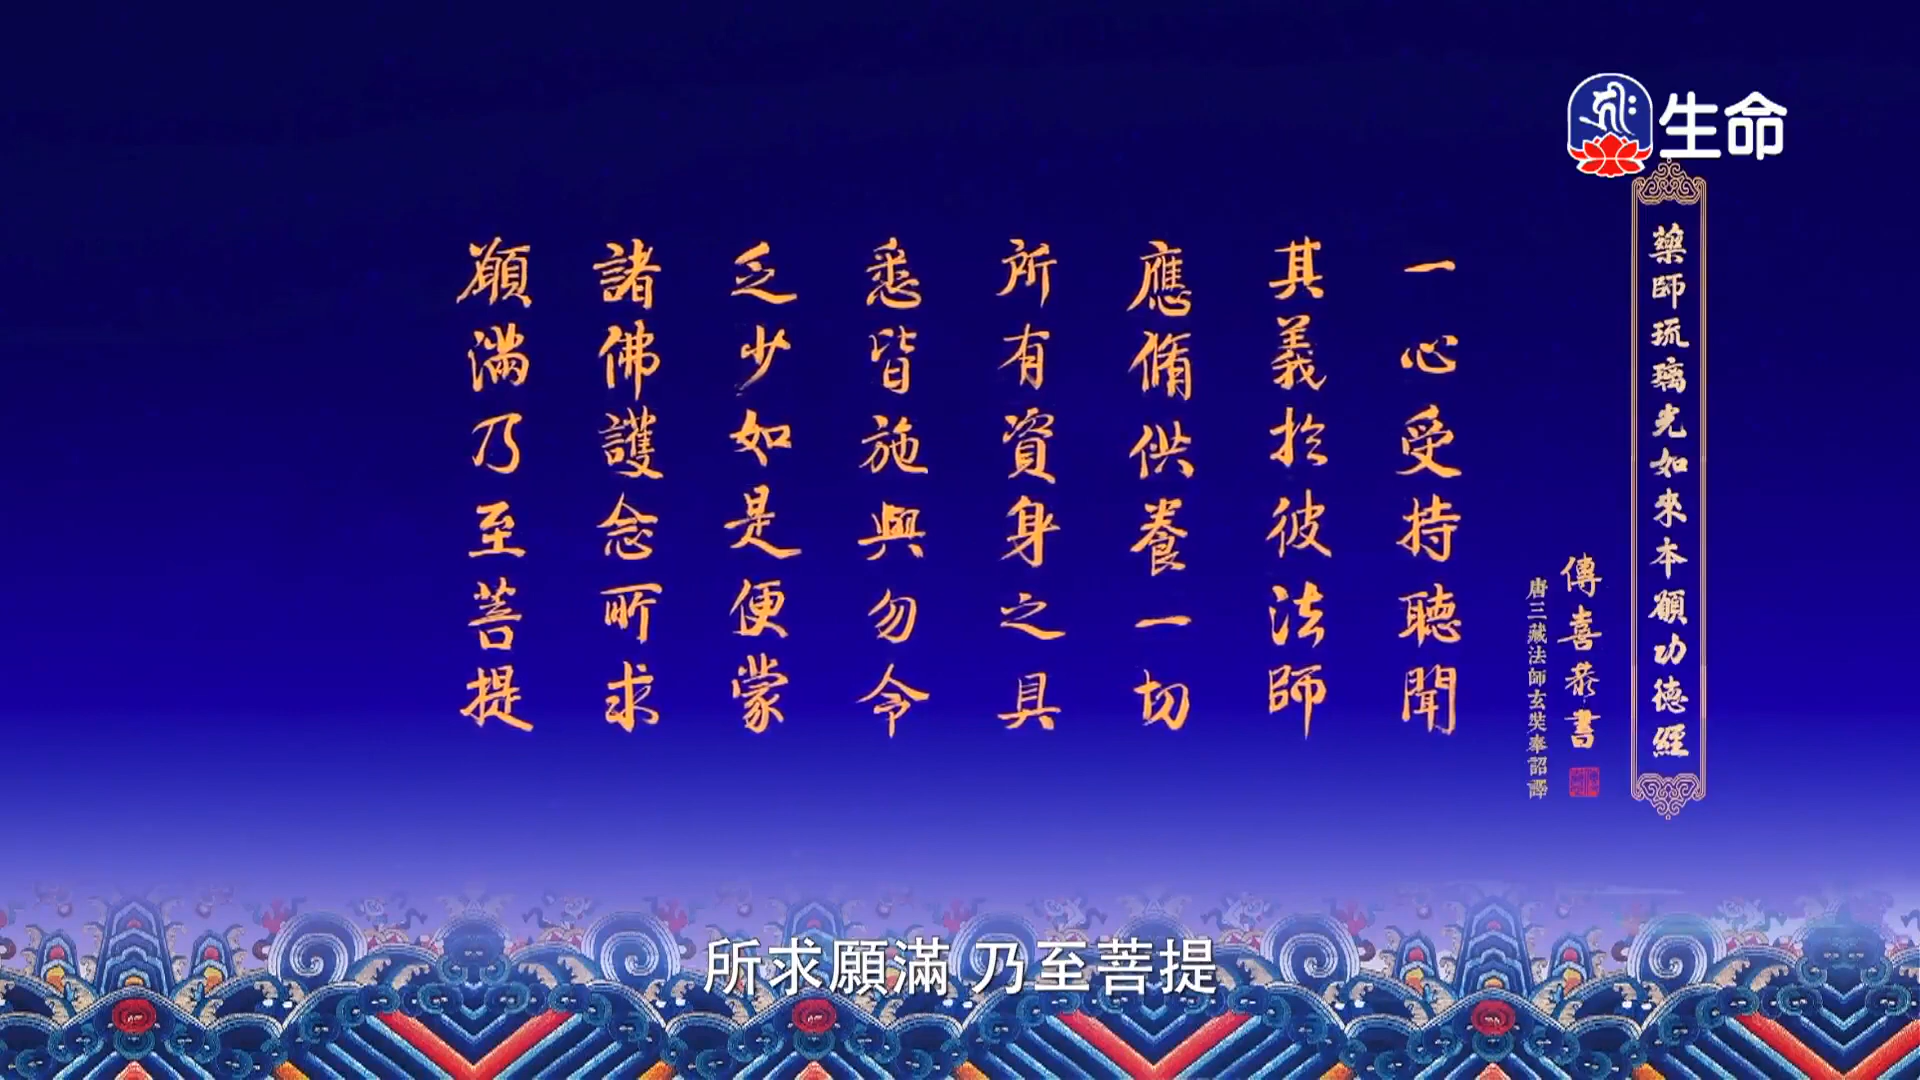 生命
藥師琉璃光如來本願功德經
傳喜恭書
唐三藏法師玄奘奉詔譯
一心受持聽聞
其義於彼法師
應脩供養一切
所有資身之具
悉皆施與勿令
乏少如是便蒙
諸佛護念所求
願滿乃至菩提
所求願滿 乃至菩提